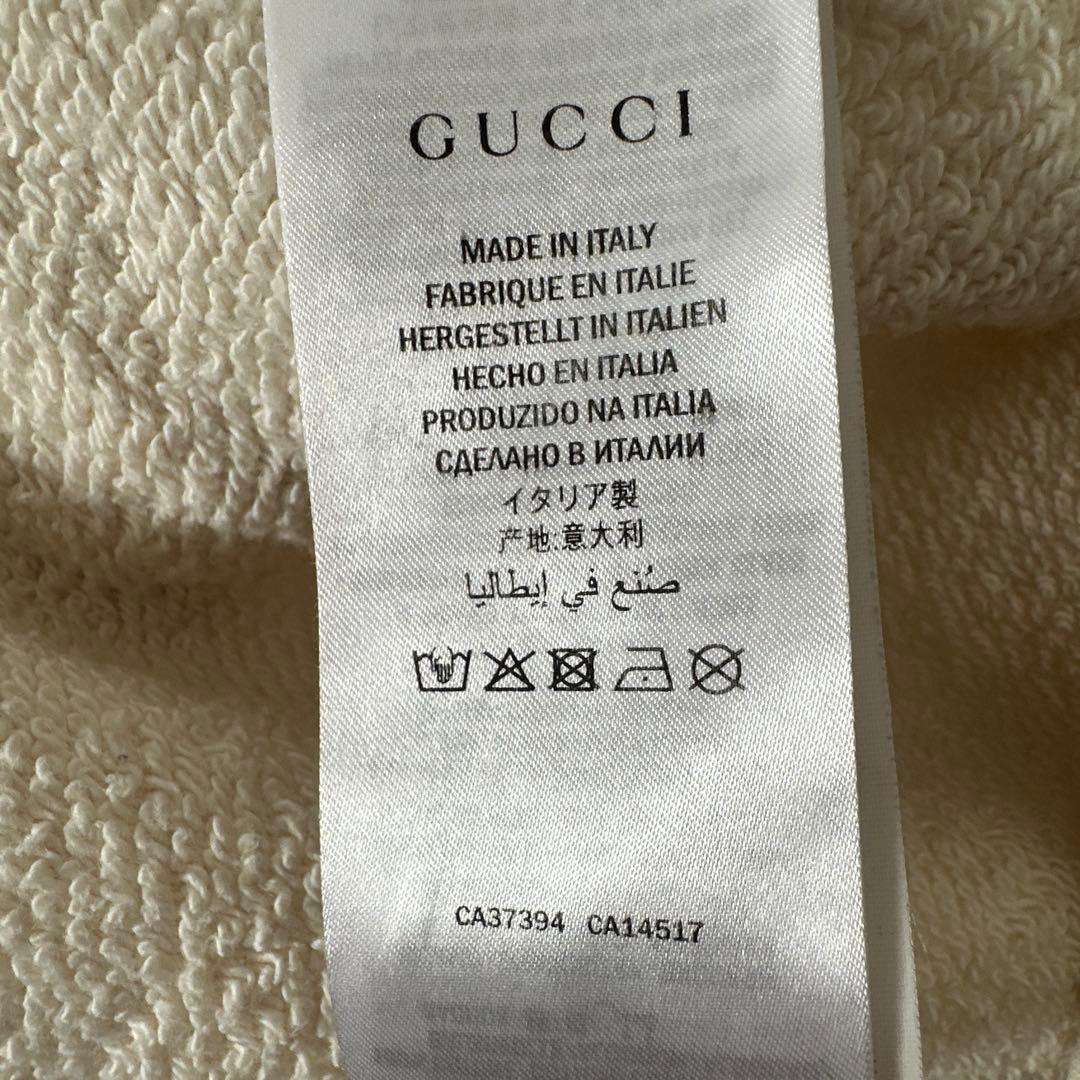 GUCCI
MADE IN ITALY
FABRIQUE EN ITALIE
HERGESTELLT IN ITALIEN
HECHO EN ITALIA
PRODUZIDO NA ITALIA
СДЕЛАНО В ИТАЛИИ
イタリア製
产地:意大利
صُنع في إيطاليا
CA37394 CA14517